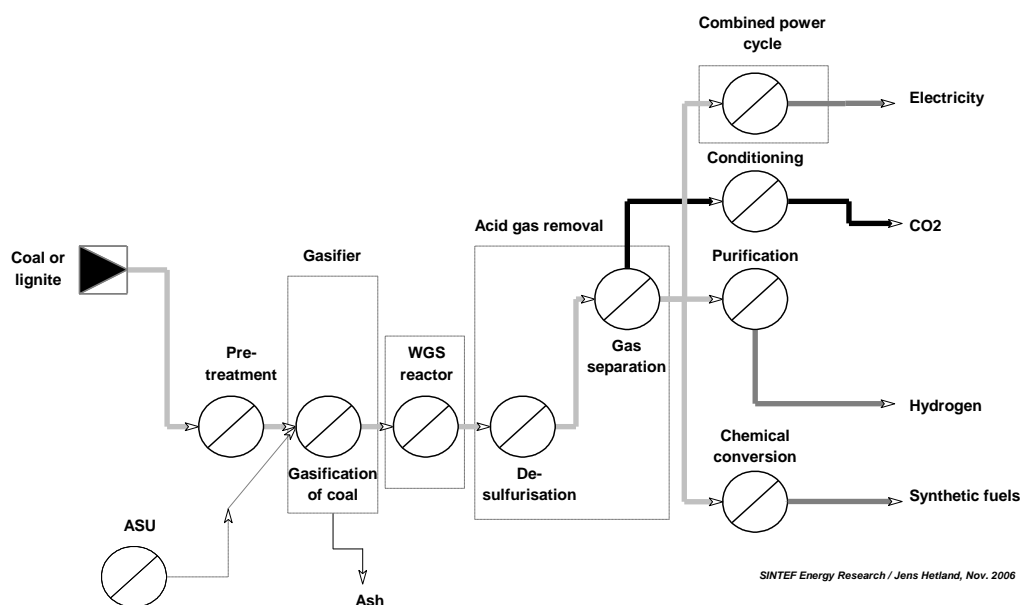 Combined power
cycle
Electricity
Conditioning
Acid gas removal
CO2
Coal or
lignite
Gasifier
Purification
Pre-
treatment
WGS
reactor
Gas
separation
Hydrogen
Chemical
conversion
Gasification
of coal
De-
sulfurisation
Synthetic fuels
ASU
SINTEF Energy Research / Jens Hetland, Nov. 2006
Ash